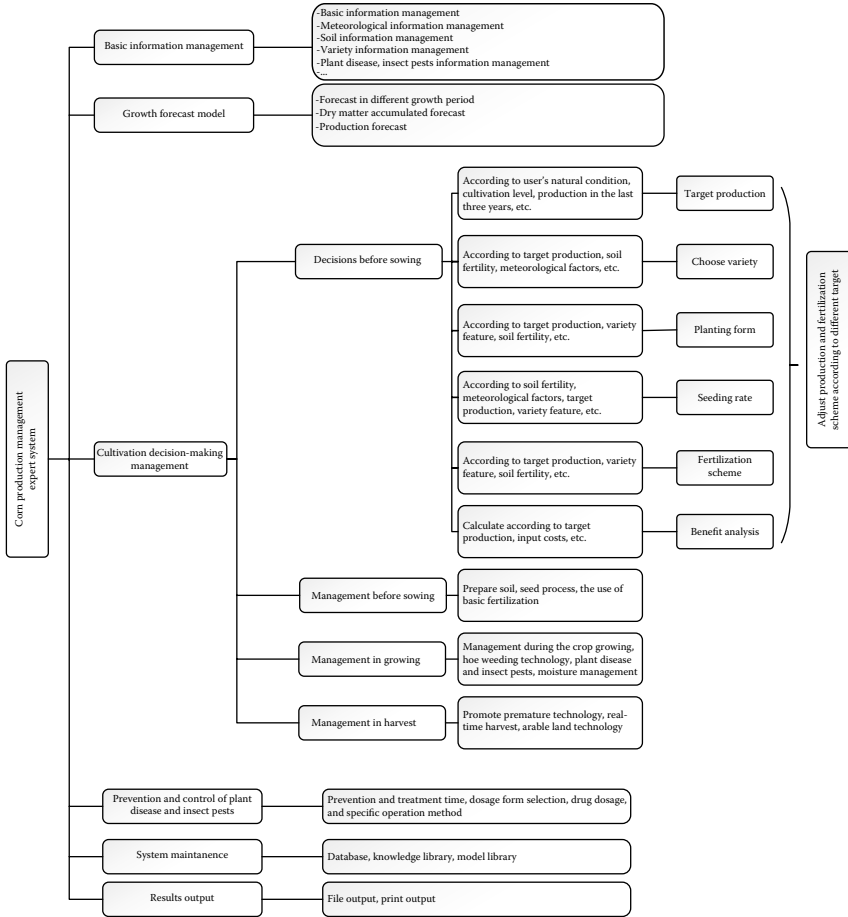 Corn production management
expert system
Basic information management
-Basic information management
-Meteorological information management
-Soil information management
-Variety information management
-Plant disease, insect pests information management
-...
Growth forecast model
-Forecast in different growth period
-Dry matter accumulated forecast
-Production forecast
Cultivation decision-making
management
Decisions before sowing
According to user's natural condition,
cultivation level, production in the last
three years, etc.
Target production
According to target production, soil
fertility, meteorological factors, etc.
Choose variety
According to target production, variety
feature, soil fertility, etc.
Planting form
According to soil fertility,
meteorological factors, target
production, variety feature, etc.
Seeding rate
According to target production, variety
feature, soil fertility, etc.
Fertilization
scheme
Calculate according to target
production, input costs, etc.
Benefit analysis
Adjust production and fertilization
scheme according to different target
Management before sowing
Prepare soil, seed process, the use of
basic fertilization
Management in growing
Management during the crop growing,
hoe weeding technology, plant disease
and insect pests, moisture management
Management in harvest
Promote premature technology, real-
time harvest, arable land technology
Prevention and control of plant
disease and insect pests
Prevention and treatment time, dosage form selection, drug dosage,
and specific operation method
System maintanence
Database, knowledge library, model library
Results output
File output, print output